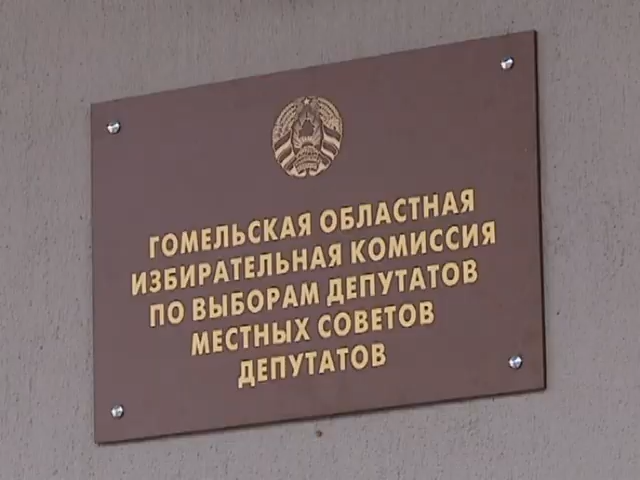 ГОМЕЛЬСКАЯ ОБЛАСТНАЯ
ИЗБИРАТЕЛЬНАЯ КОМИССИЯ
ПО ВЫБОРАМ ДЕПУТАТОВ
МЕСТНЫХ СОВЕТОВ
ДЕПУТАТОВ